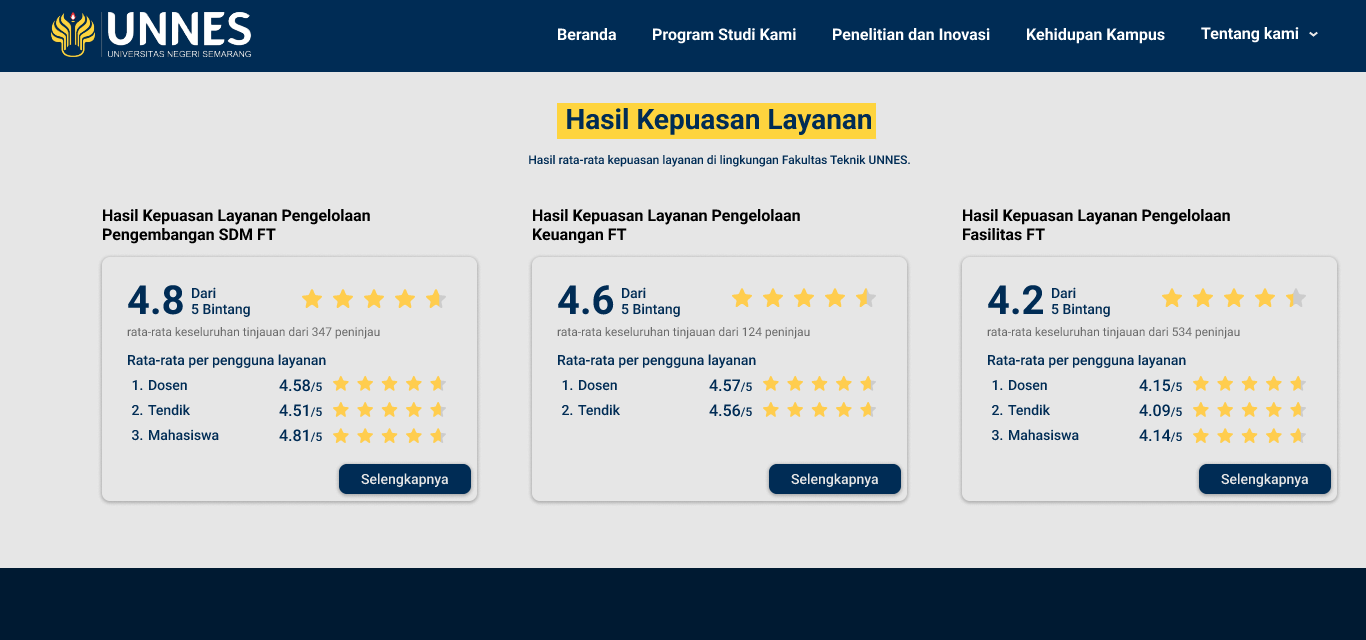 UNNES
UNIVERSITAS NEGERI SEMARANG
Beranda
Program Studi Kami
Penelitian dan Inovasi
Kehidupan Kampus
Tentang kami
Hasil Kepuasan Layanan
Hasil rata-rata kepuasan layanan di lingkungan Fakultas Teknik UNNES.
Hasil Kepuasan Layanan Pengelolaan
Pengembangan SDM FT
4.8 Dari
5 Bintang
rata-rata keseluruhan tinjauan dari 347 peninjau
Rata-rata per pengguna layanan
1. Dosen 4.58/5
2. Tendik 4.51/5
3. Mahasiswa 4.81/5
Selengkapnya
Hasil Kepuasan Layanan Pengelolaan
Keuangan FT
4.6 Dari
5 Bintang
rata-rata keseluruhan tinjauan dari 124 peninjau
Rata-rata per pengguna layanan
1. Dosen 4.57/5
2. Tendik 4.56/5
Selengkapnya
Hasil Kepuasan Layanan Pengelolaan
Fasilitas FT
4.2 Dari
5 Bintang
rata-rata keseluruhan tinjauan dari 534 peninjau
Rata-rata per pengguna layanan
1. Dosen 4.15/5
2. Tendik 4.09/5
3. Mahasiswa 4.14/5
Selengkapnya